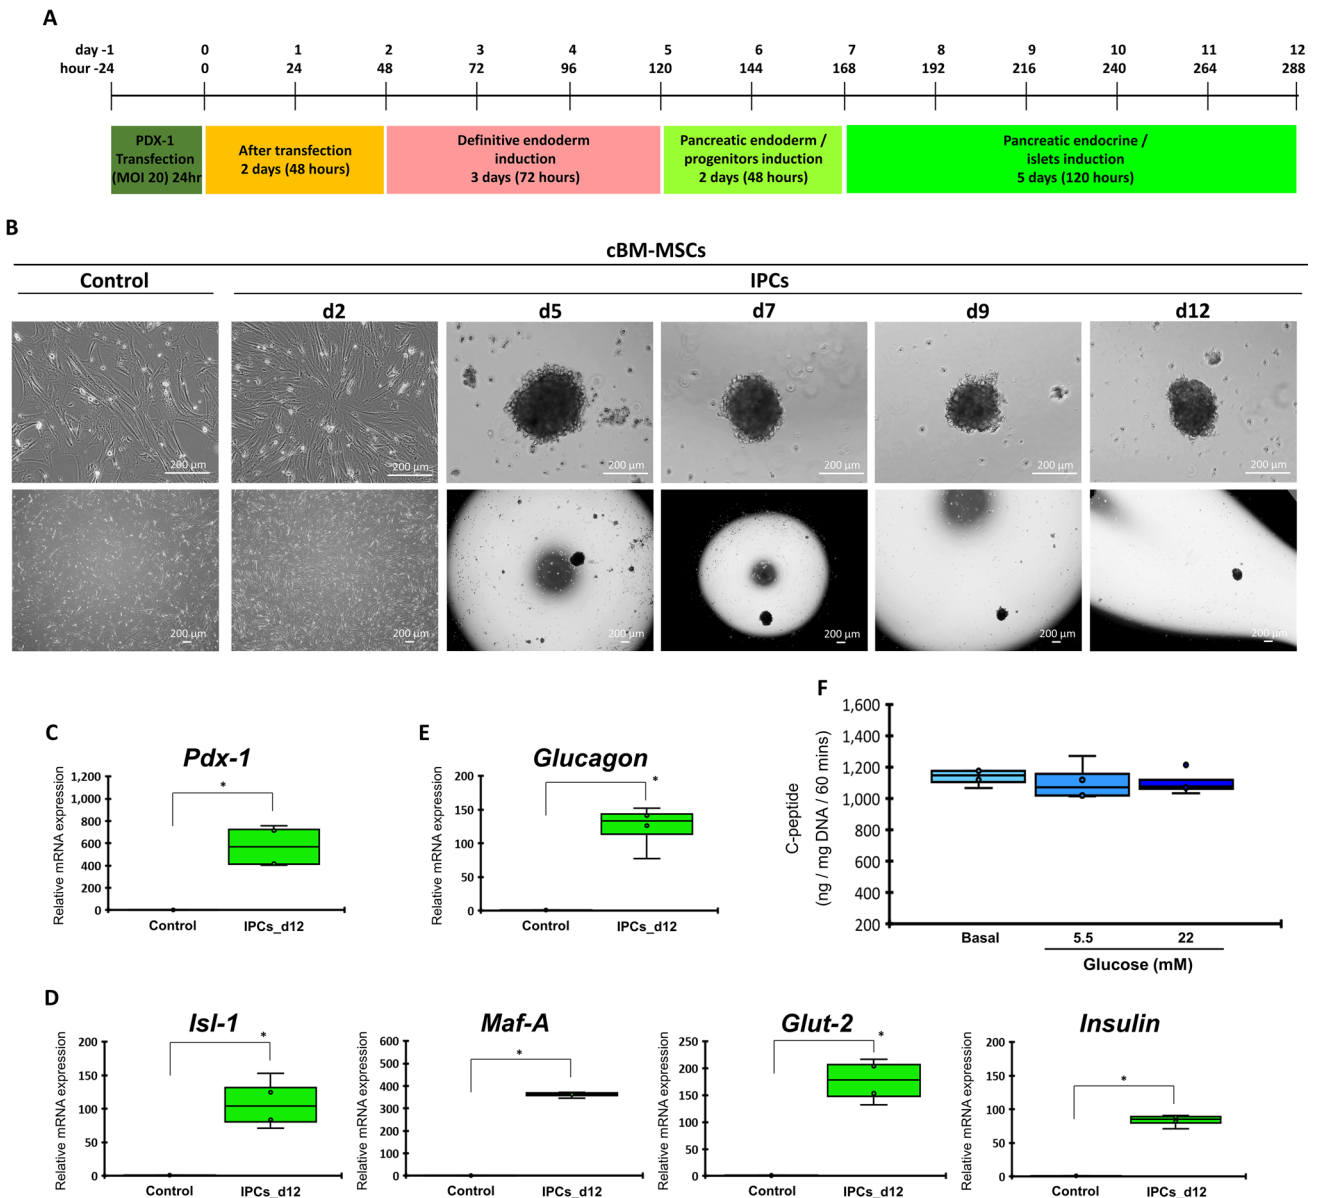 A
day -1 0 1 2 3 4 5 6 7 8 9 10 11 12
hour -24 0 24 48 72 96 120 144 168 192 216 240 264 288
PDX-1
Transfection
(MOI 20) 24hr
After transfection
2 days (48 hours)
Definitive endoderm
induction
3 days (72 hours)
Pancreatic endoderm /
progenitors induction
2 days (48 hours)
Pancreatic endocrine /
islets induction
5 days (120 hours)
B
cBM-MSCs
Control IPCs
d2 d5 d7 d9 d12
200 µm 200 µm 200 µm 200 µm 200 µm 200 µm
200 µm 200 µm 200 µm 200 µm 200 µm 200 µm
C
Pdx-1
Relative mRNA expression
1,200
1,000
800
600
400
200
0
*
Control IPCs_d12
E
Glucagon
Relative mRNA expression
200
150
100
50
0
*
Control IPCs_d12
F
C-peptide
(ng / mg DNA / 60 mins)
1,600
1,400
1,200
1,000
800
600
400
200
Basal 5.5 22
Glucose (mM)
D
Isl-1
Relative mRNA expression
200
150
100
50
0
*
Control IPCs_d12
Maf-A
Relative mRNA expression
600
500
400
300
200
100
0
*
Control IPCs_d12
Glut-2
Relative mRNA expression
250
200
150
100
50
0
*
Control IPCs_d12
Insulin
Relative mRNA expression
200
150
100
50
0
*
Control IPCs_d12